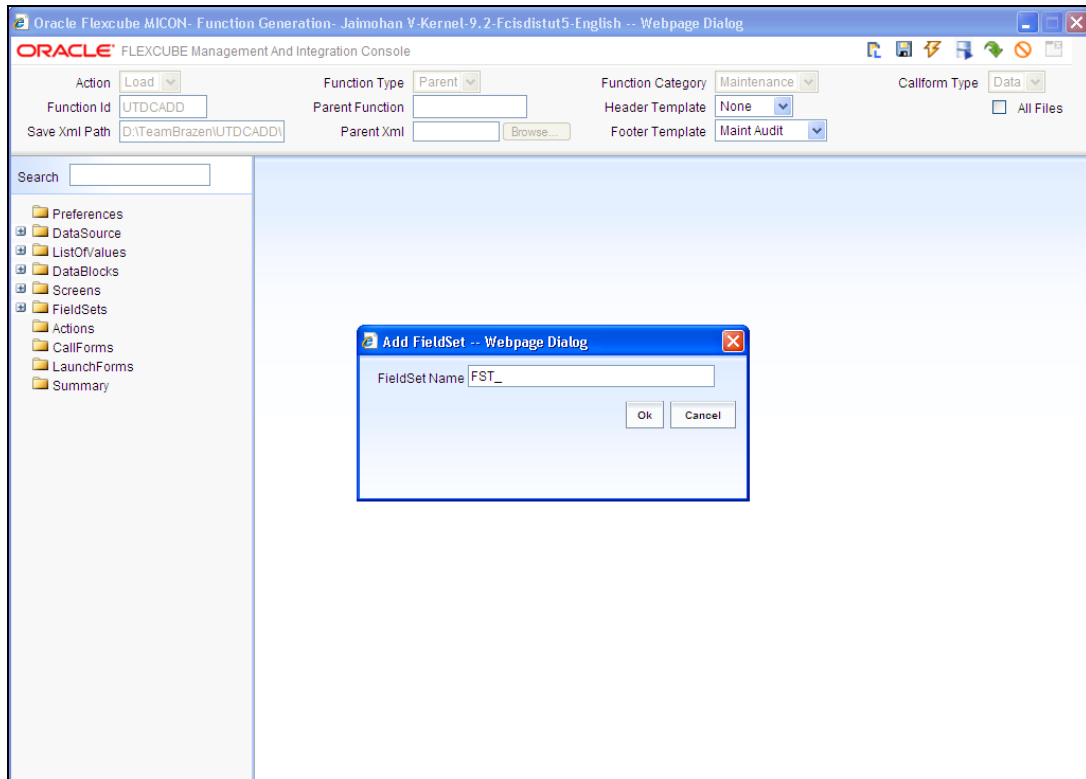 Oracle Flexcube MICON- Function Generation- Jaimohan V-Kernel-9.2-Fcisdistut5-English -- Webpage Dialog
ORACLE FLEXCUBE Management And Integration Console
Action Load Function Type Parent Function Category Maintenance Callform Type Data
Function Id UTDCADD Parent Function Header Template None All Files
Save Xml Path D:\TeamBrazen\UTDCADD\ Parent Xml Browse... Footer Template Maint Audit
Search
Preferences
DataSource
ListOfValues
DataBlocks
Screens
FieldSets
Actions
CallForms
LaunchForms
Summary
Add FieldSet -- Webpage Dialog
FieldSet Name FST_
Ok Cancel